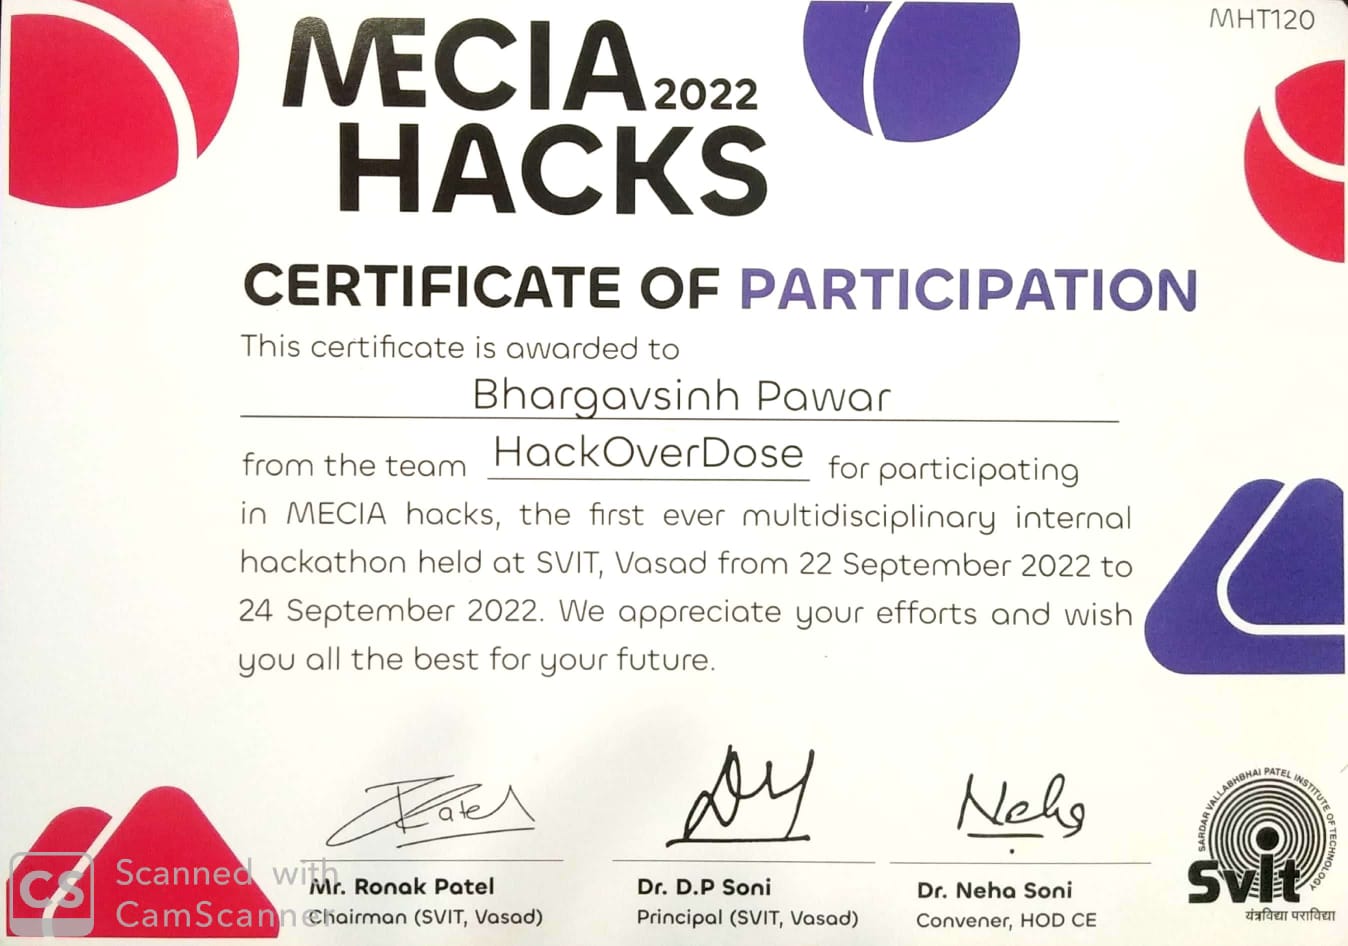 MHT120
MECIA 2022
HACKS
CERTIFICATE OF PARTICIPATION
This certificate is awarded to
Bhargavsinh Pawar
from the team HackOverDose for participating
in MECIA hacks, the first ever multidisciplinary internal
hackathon held at SVIT, Vasad from 22 September 2022 to
24 September 2022. We appreciate your efforts and wish
you all the best for your future.
Patel
Neha
Mr. Ronak Patel
Chairman (SVIT, Vasad)
Dr. D.P Soni
Principal (SVIT, Vasad)
Dr. Neha Soni
Convener, HOD CE
SARDAR VALLABHBHAI PATEL INSTITUTE OF TECHNOLOGY
Svit
यंत्रविद्या पराविद्या
CS
Scanned with
CamScanner